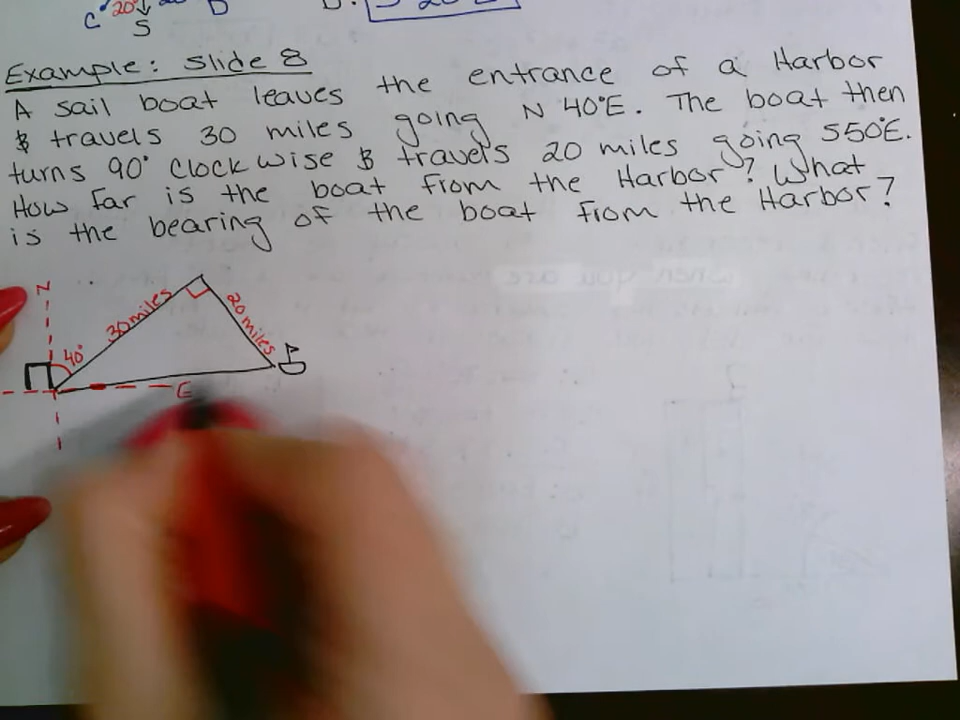 C 20° S D
Example: Slide 8
A sail boat leaves the entrance of a Harbor
& travels 30 miles going N 40°E. The boat then
turns 90° Clockwise & travels 20 miles going S50°E.
How far is the boat from the Harbor? What
is the bearing of the boat from the Harbor?
N
30 miles
20 miles
40°
E